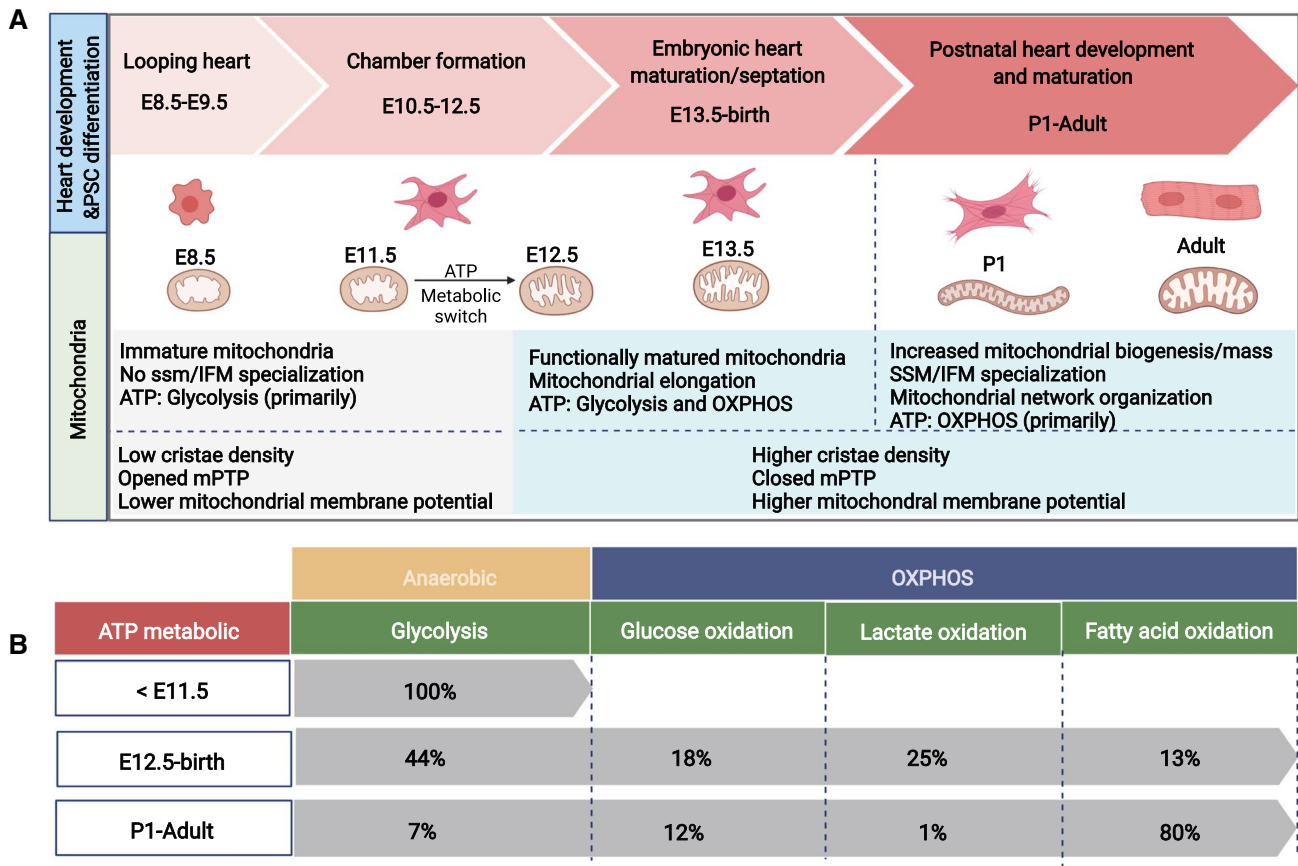 A
Heart development
&PSC differentiation
Looping heart
E8.5-E9.5
Chamber formation
E10.5-12.5
Embryonic heart
maturation/septation
E13.5-birth
Postnatal heart development
and maturation
P1-Adult
Mitochondria
E8.5
E11.5
ATP
Metabolic
switch
E12.5
E13.5
P1
Adult
Immature mitochondria
No ssm/IFM specialization
ATP: Glycolysis (primarily)
Functionally matured mitochondria
Mitochondrial elongation
ATP: Glycolysis and OXPHOS
Increased mitochondrial biogenesis/mass
SSM/IFM specialization
Mitochondrial network organization
ATP: OXPHOS (primarily)
Low cristae density
Opened mPTP
Lower mitochondrial membrane potential
Higher cristae density
Closed mPTP
Higher mitochondral membrane potential
B
Anaerobic
OXPHOS
ATP metabolic
Glycolysis
Glucose oxidation
Lactate oxidation
Fatty acid oxidation
< E11.5
100%
E12.5-birth
44%
18%
25%
13%
P1-Adult
7%
12%
1%
80%